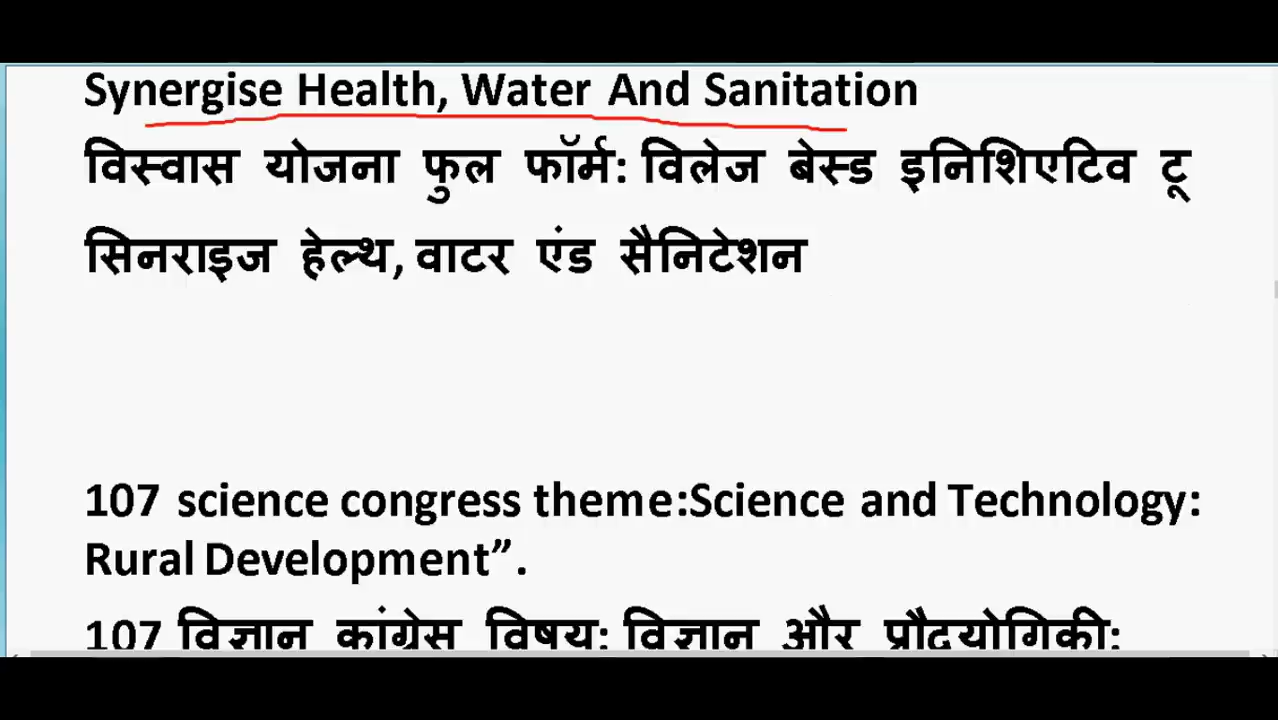 Synergise Health, Water And Sanitation
विस्वास योजना फुल फॉर्म: विलेज बेस्ड इनिशिएटिव टू
सिनराइज हेल्थ, वाटर एंड सैनिटेशन
107 science congress theme:Science and Technology:
Rural Development”.
107 विज्ञान कांग्रेस विषय: विज्ञान और प्रौदयोगिकी: